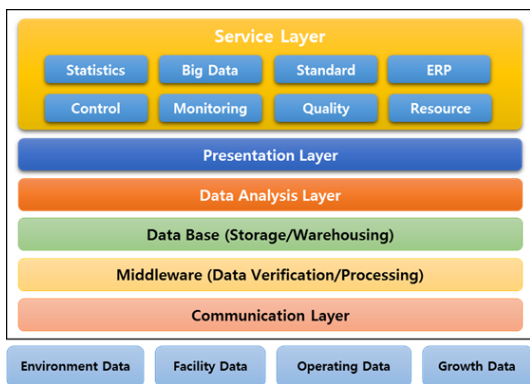 Service Layer
Statistics Big Data Standard ERP
Control Monitoring Quality Resource
Presentation Layer
Data Analysis Layer
Data Base (Storage/Warehousing)
Middleware (Data Verification/Processing)
Communication Layer
Environment Data Facility Data Operating Data Growth Data